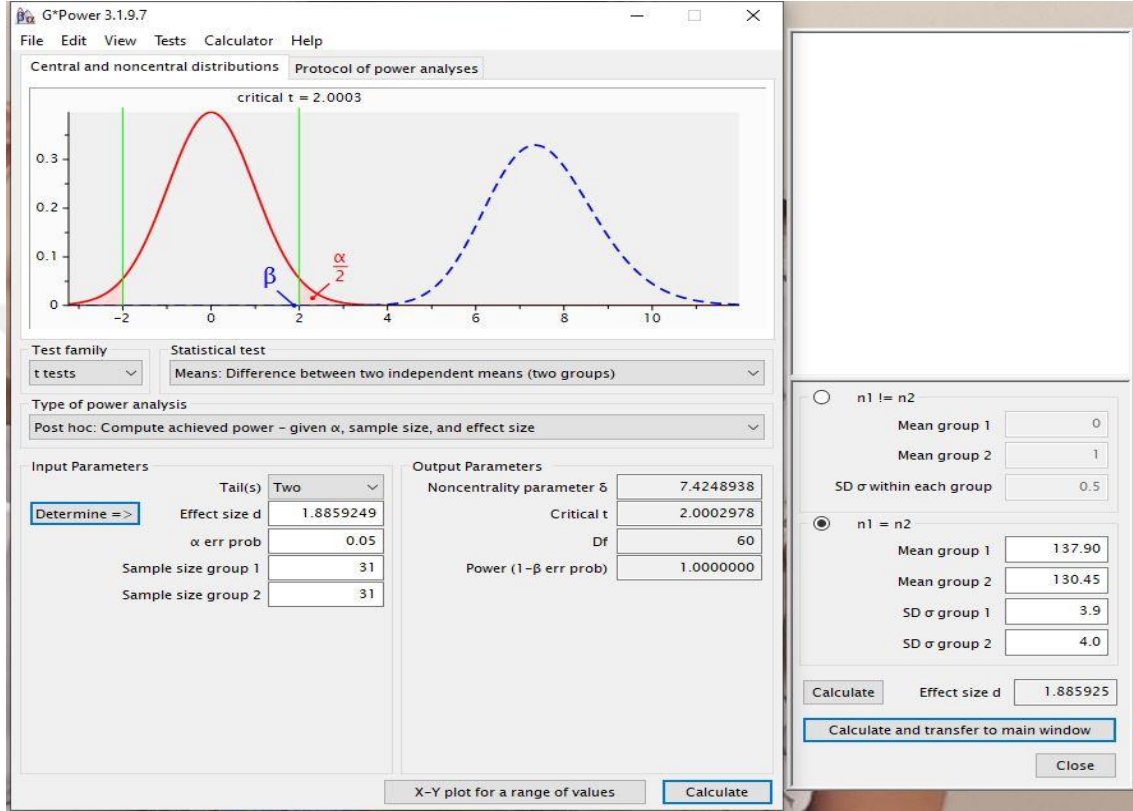 G*Power 3.1.9.7
File Edit View Tests Calculator Help
Central and noncentral distributions Protocol of power analyses
critical t = 2.0003
0.3
0.2
0.1
0
β
α
2
-2 0 2 4 6 8 10
Test family
t tests
Statistical test
Means: Difference between two independent means (two groups)
Type of power analysis
Post hoc: Compute achieved power - given α, sample size, and effect size
Input Parameters
Tail(s) Two
Determine => Effect size d 1.8859249
α err prob 0.05
Sample size group 1 31
Sample size group 2 31
Output Parameters
Noncentrality parameter δ 7.4248938
Critical t 2.0002978
Df 60
Power (1-β err prob) 1.0000000
X-Y plot for a range of values Calculate
n1 != n2
Mean group 1 0
Mean group 2 1
SD σ within each group 0.5
n1 = n2
Mean group 1 137.90
Mean group 2 130.45
SD σ group 1 3.9
SD σ group 2 4.0
Calculate Effect size d 1.885925
Calculate and transfer to main window
Close